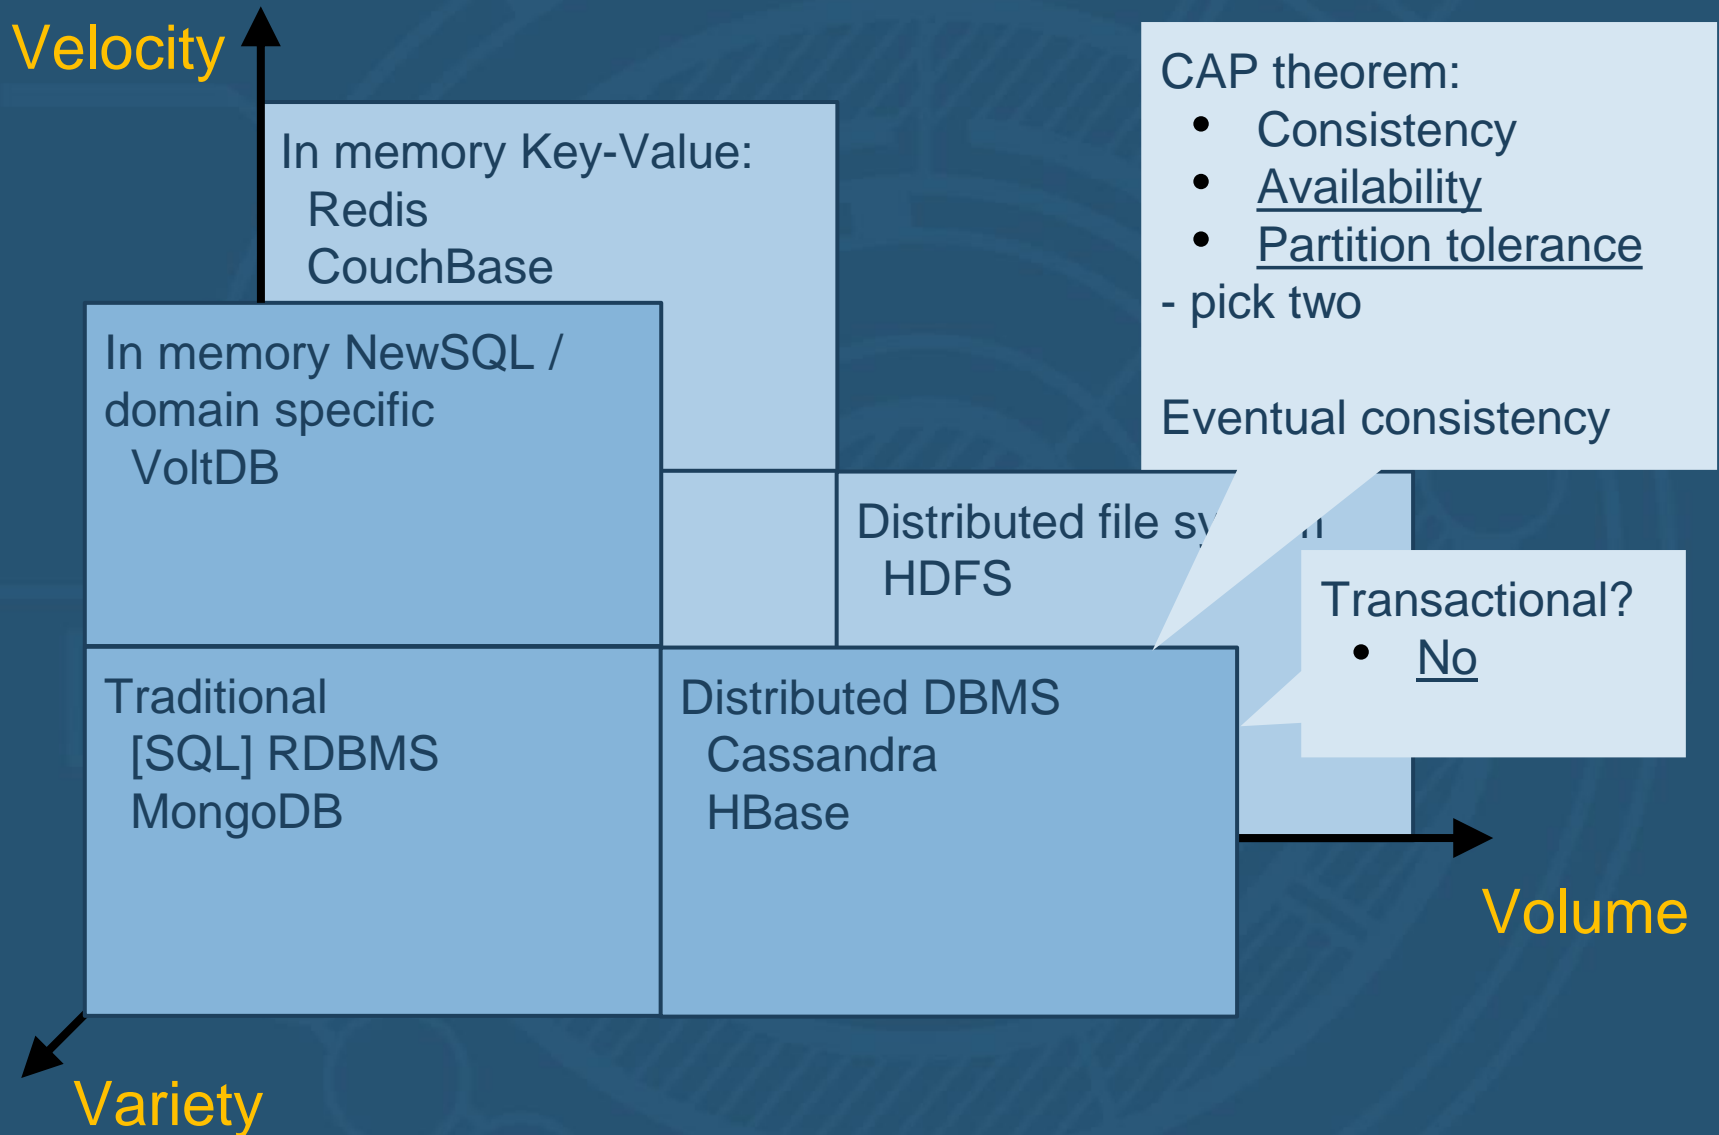 Velocity
In memory Key-Value:
Redis
CouchBase
In memory NewSQL /
domain specific
VoltDB
Traditional
[SQL] RDBMS
MongoDB
Distributed file
HDFS
Distributed DBMS
Cassandra
HBase
CAP theorem:
• Consistency
• Availability
• Partition tolerance
- pick two
Eventual consistency
Transactional?
• No
Volume
Variety